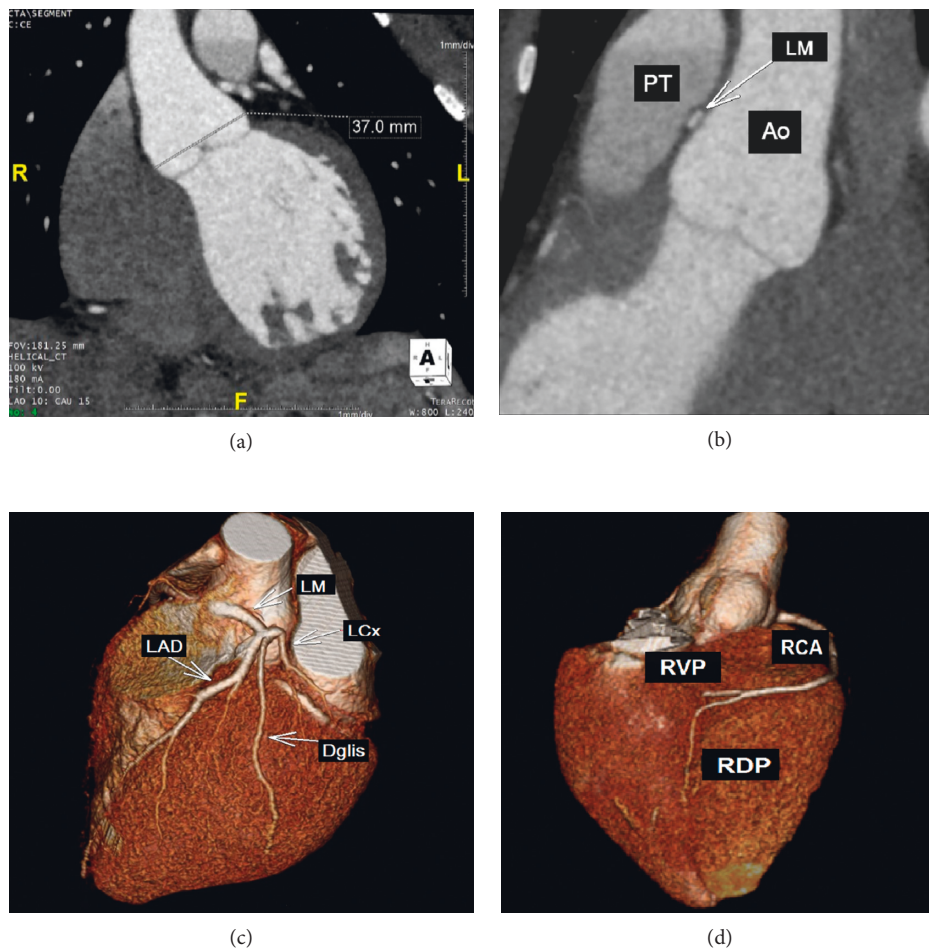 CTA\SEGMENT
C:CE
1mm/div
37.0 mm
R
L
FOV:181.25 mm
HELICAL_CT
100 kV
180 mA
Tilt:0.00
LAO 10: CAU 15
F
1mm/div
A
H
R
L
TERARECON
W:800 L:240
(a)
LM
PT
Ao
(b)
LM
LCx
LAD
Dglis
(c)
RVP
RCA
RDP
(d)